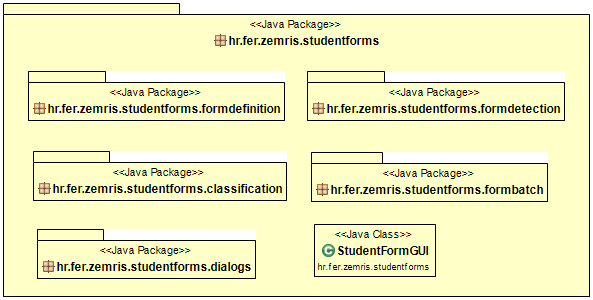 <<Java Package>>
hr.fer.zemris.studentforms
<<Java Package>>
hr.fer.zemris.studentforms.formdefinition
<<Java Package>>
hr.fer.zemris.studentforms.formdetection
<<Java Package>>
hr.fer.zemris.studentforms.classification
<<Java Package>>
hr.fer.zemris.studentforms.formbatch
<<Java Package>>
hr.fer.zemris.studentforms.dialogs
<<Java Class>>
C StudentFormGUI
hr.fer.zemris.studentforms